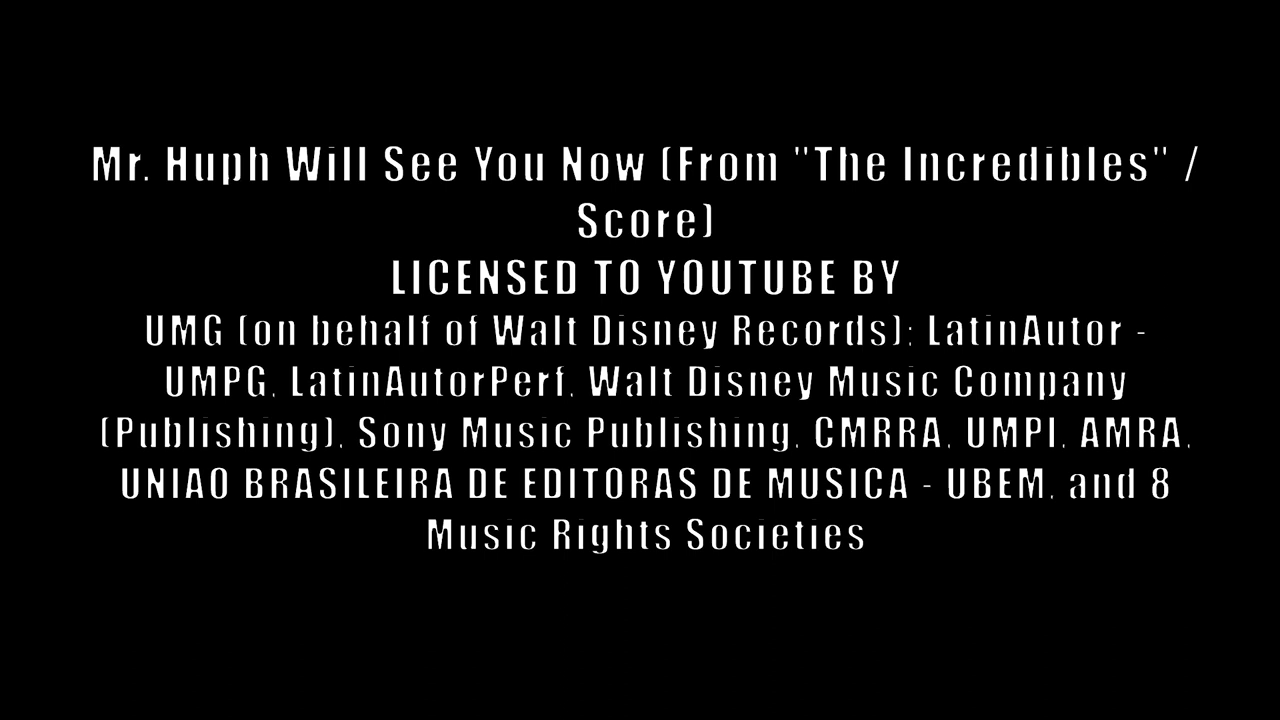 Mr. Huph Will See You Now (From "The Incredibles" /
Score)
LICENSED TO YOUTUBE BY
UMG (on behalf of Walt Disney Records); LatinAutor -
UMPG, LatinAutorPerf, Walt Disney Music Company
(Publishing), Sony Music Publishing, CMRRA, UMPI, AMRA,
UNIAO BRASILEIRA DE EDITORAS DE MUSICA - UBEM, and 8
Music Rights Societies